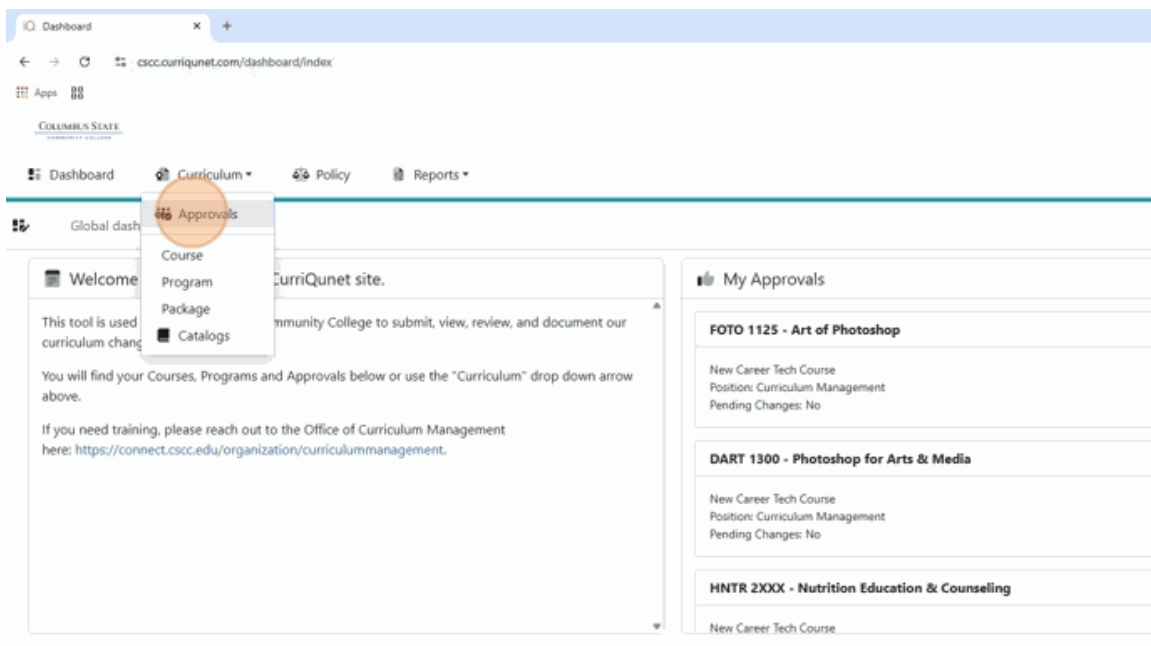 Dashboard
cscc.curriqunet.com/dashboard/index
Apps
COLUMBUS STATE
COMMUNITY COLLEGE
Dashboard Curriculum Policy Reports
Approvals
Global dash
Course
Program
Package
Catalogs
Welcome CurriQunet site.
This tool is used mmunity College to submit, view, review, and document our
curriculum chang
You will find your Courses, Programs and Approvals below or use the "Curriculum" drop down arrow
above.
If you need training, please reach out to the Office of Curriculum Management
here: https://connect.cscc.edu/organization/curriculummanagement.
My Approvals
FOTO 1125 - Art of Photoshop
New Career Tech Course
Position: Curriculum Management
Pending Changes: No
DART 1300 - Photoshop for Arts & Media
New Career Tech Course
Position: Curriculum Management
Pending Changes: No
HNTR 2XXX - Nutrition Education & Counseling
New Career Tech Course